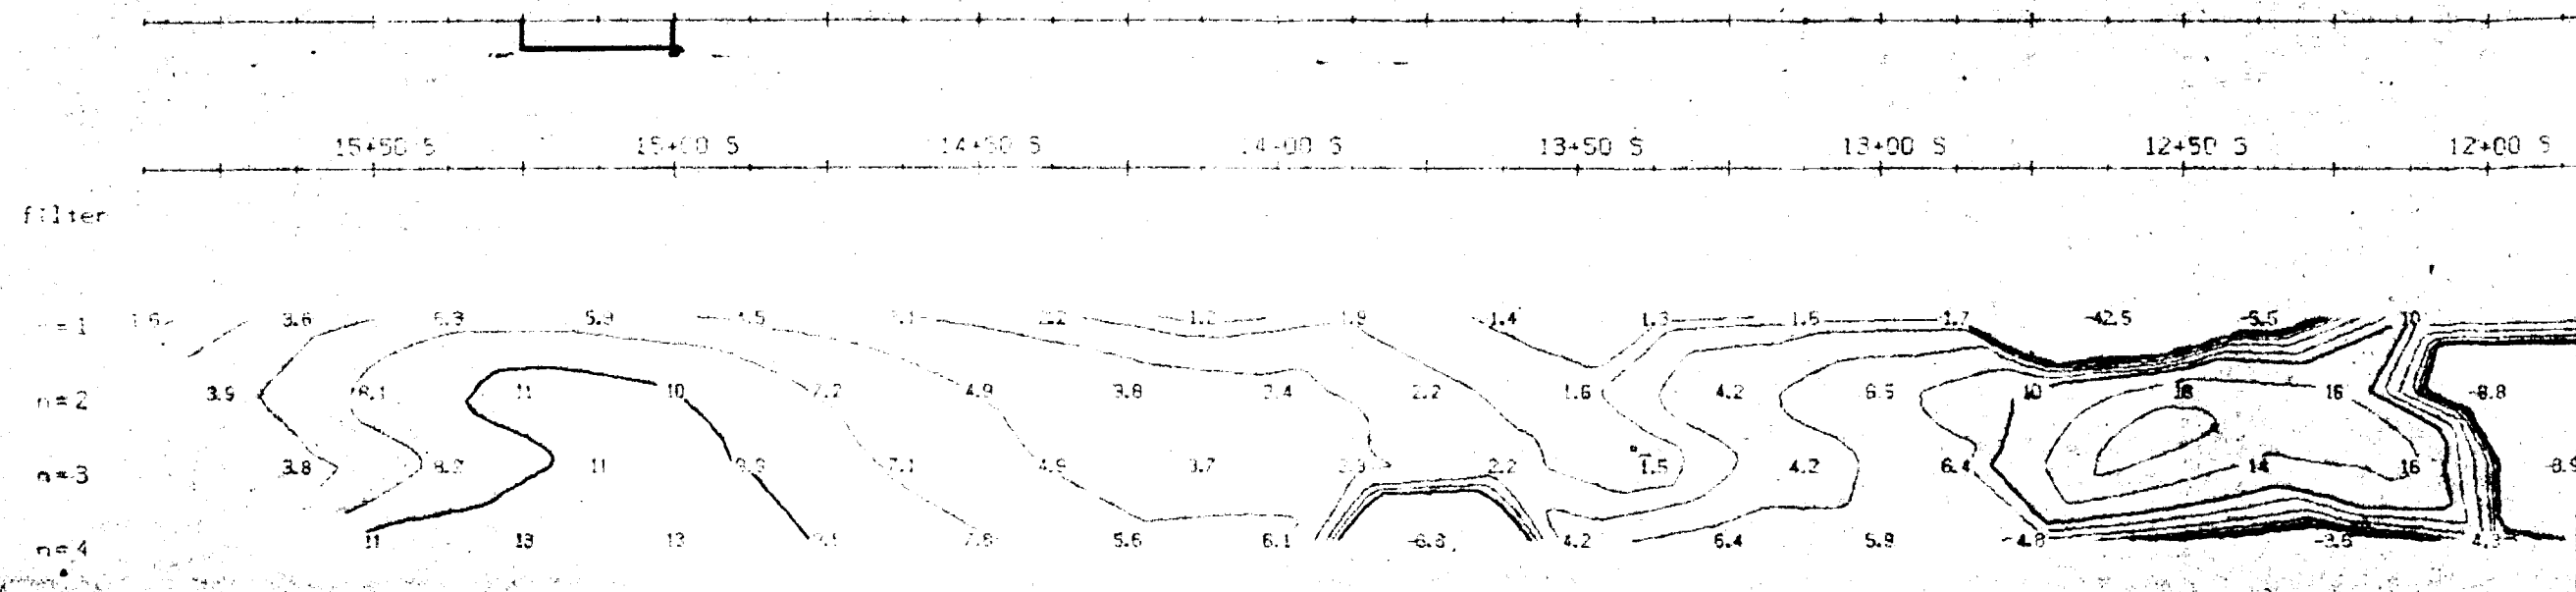 15+50 S 15+00 S 14+50 S 14+00 S 13+50 S 13+00 S 12+50 S 12+00 S
filter
n=1 3.6 6.3 5.9 2.2 1.2 1.9 1.4 1.3 1.6 1.7 -42.5 -5.5 10
n=2 3.9 8.1 11 10 7.2 4.9 3.8 3.4 2.2 1.6 4.2 6.5 10 18 16 -8.8
n=3 3.8 8.2 11 7.1 4.9 3.7 2.2 1.5 4.2 6.4 14 16 -8.9
n=4 11 13 13 7.8 5.6 6.1 4.2 6.4 5.9 -4.8 -3.6 4.3